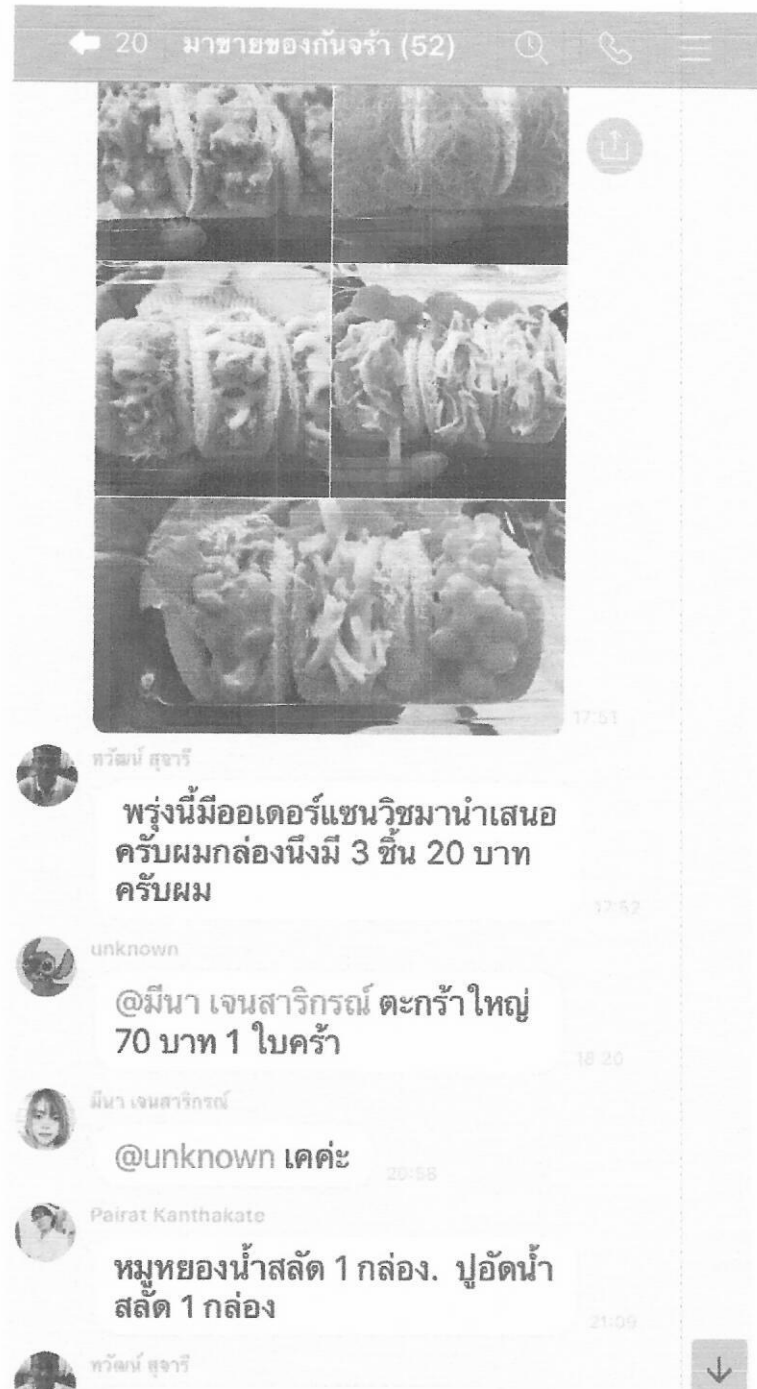 20 มาขายของกันจร้า (52)
17:51
ทวัฒน์ สุจารี
พรุ่งนี้มีออเดอร์แซนวิชมานำเสนอ
ครับผมกล่องนึงมี 3 ชิ้น 20 บาท
ครับผม
17:52
unknown
@มีนา เจนสาริกรณ์ ตะกร้าใหญ่
70 บาท 1 ใบคร้า
18:20
มีนา เจนสาริกรณ์
@unknown เคค่ะ
20:58
Pairat Kanthakate
หมูหยองน้ำสลัด 1 กล่อง. ปูอัดน้ำ
สลัด 1 กล่อง
21:09
ทวัฒน์ สุจารี